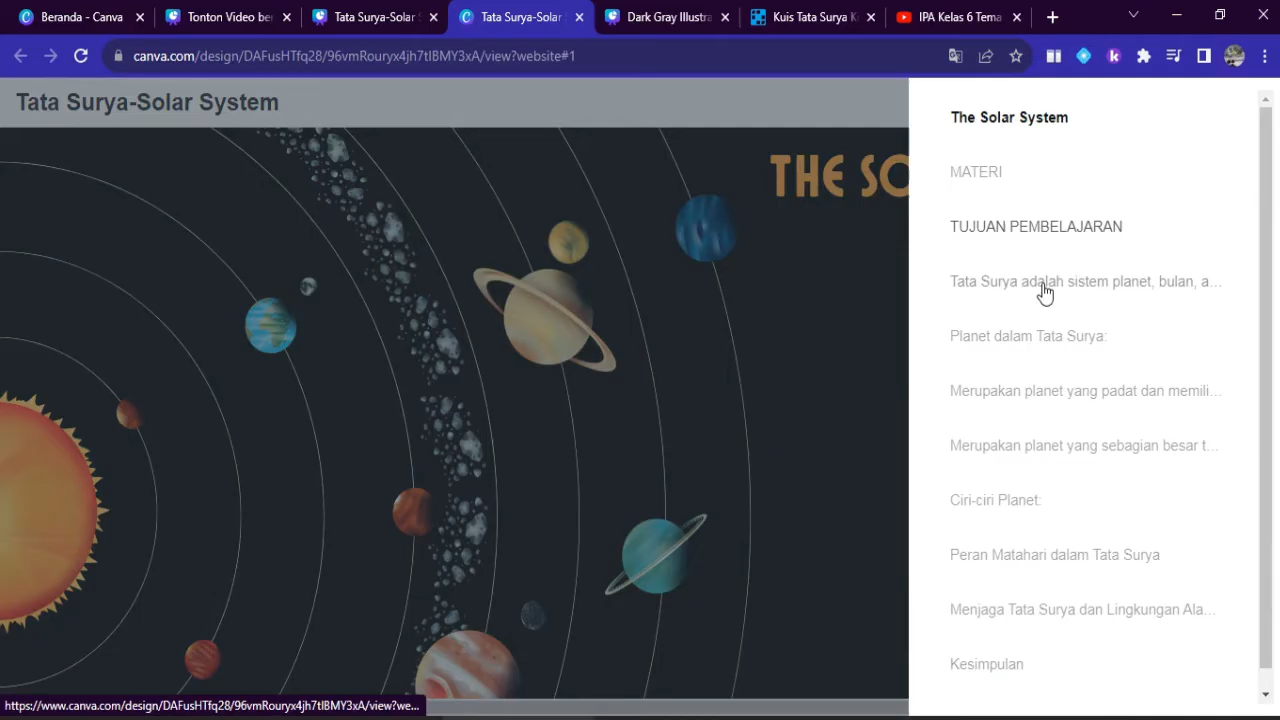 Beranda - Canva
Tonton Video be
Tata Surya-Solar S
Tata Surya-Solar S
Dark Gray Illustra
Kuis Tata Surya K
IPA Kelas 6 Tema
canva.com/design/DAFusHTfq28/96vmRouryx4jh7tlBMY3xA/view?website#1
Tata Surya-Solar System
THE SO
The Solar System
MATERI
TUJUAN PEMBELAJARAN
Tata Surya adalah sistem planet, bulan, a...
Planet dalam Tata Surya:
Merupakan planet yang padat dan memili...
Merupakan planet yang sebagian besar t...
Ciri-ciri Planet:
Peran Matahari dalam Tata Surya
Menjaga Tata Surya dan Lingkungan Ala...
Kesimpulan
https://www.canva.com/design/DAFusHTfq28/96vmRouryx4jh7tlBMY3xA/view?we...